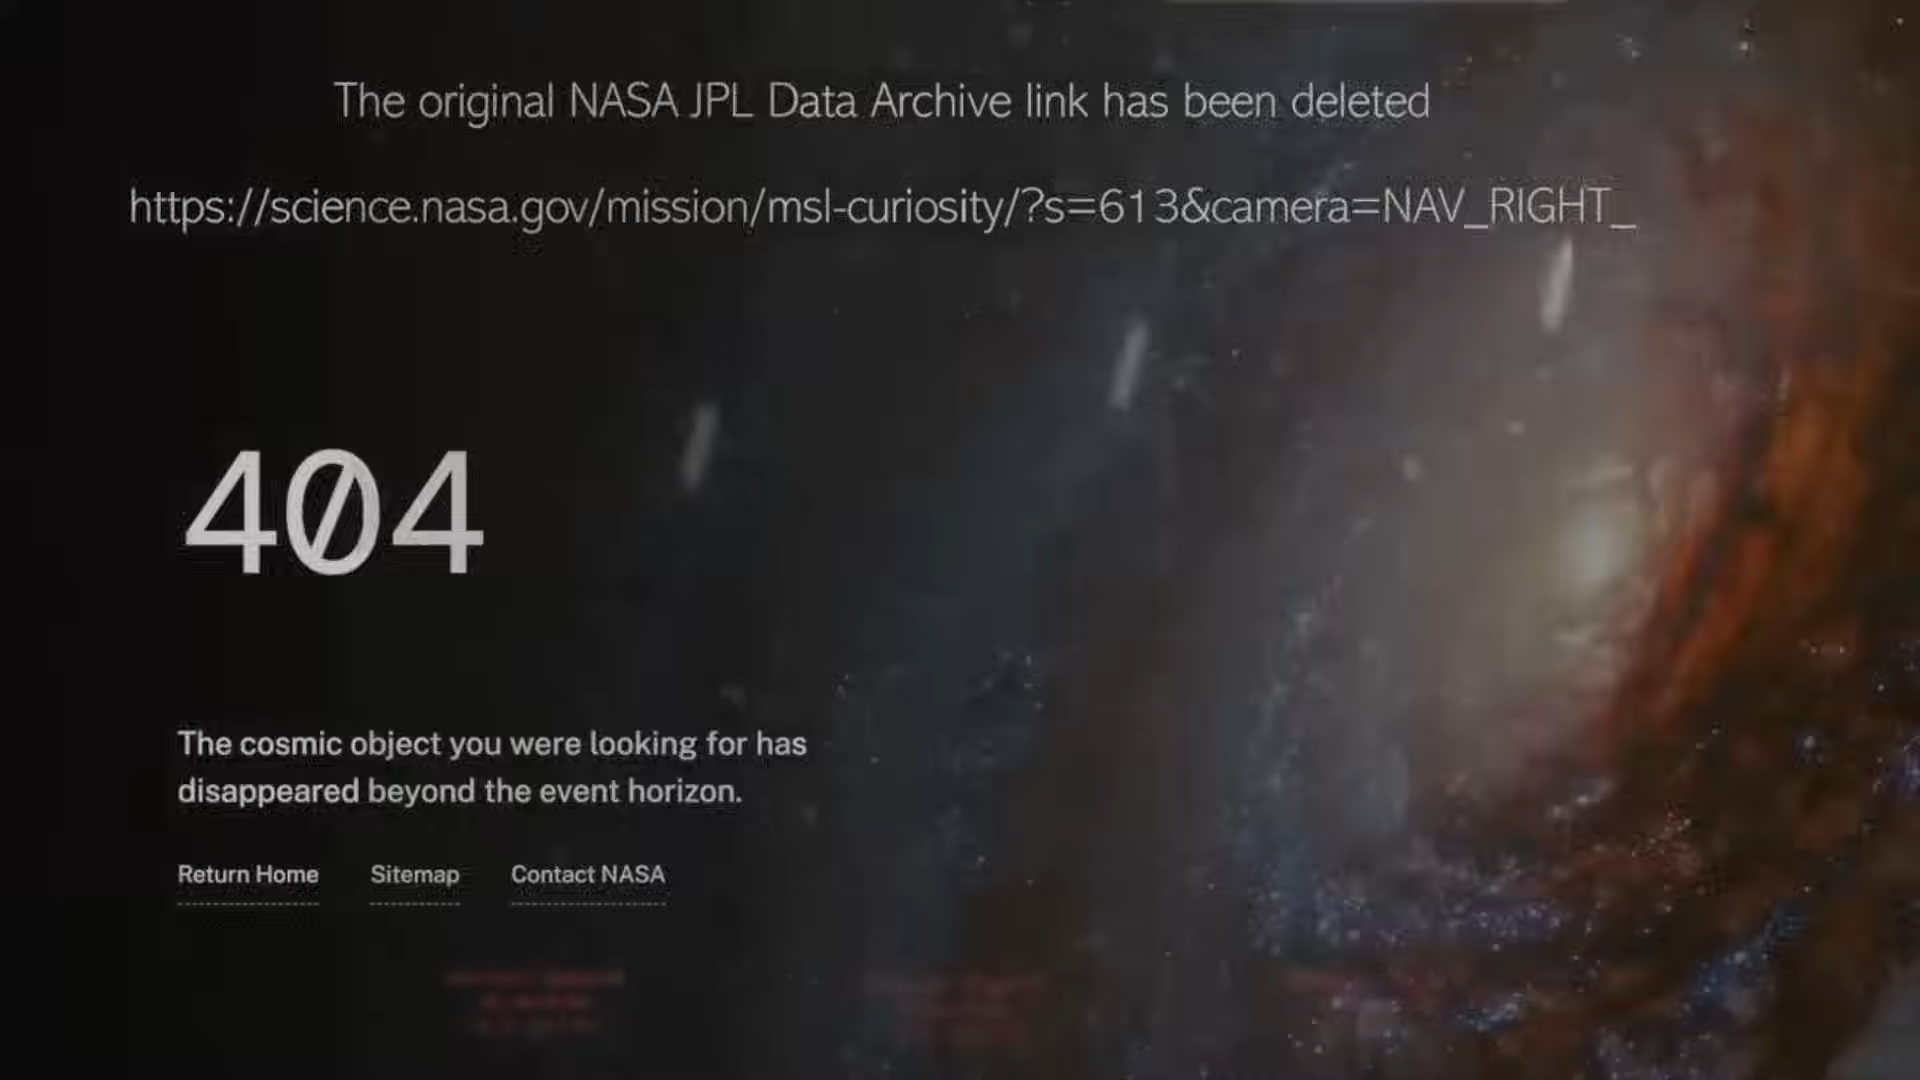 The original NASA JPL Data Archive link has been deleted
https://science.nasa.gov/mission/msl-curiosity/?s=613&camera=NAV_RIGHT_
404
The cosmic object you were looking for has
disappeared beyond the event horizon.
Return Home Sitemap Contact NASA